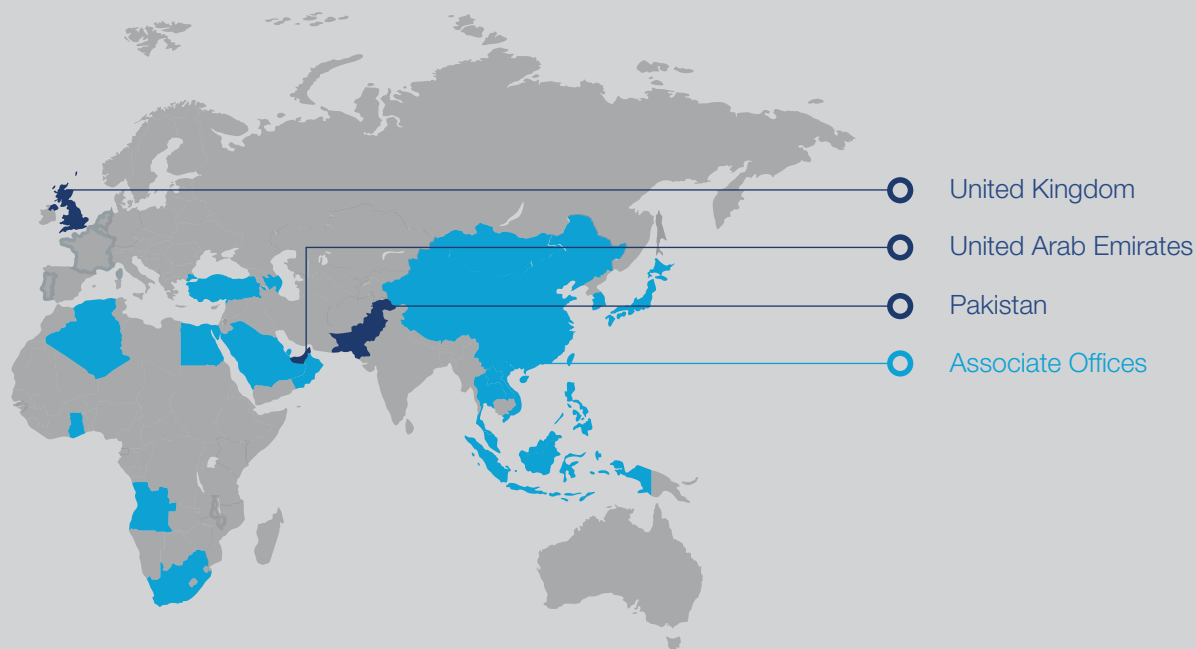 United Kingdom
United Arab Emirates
Pakistan
Associate Offices